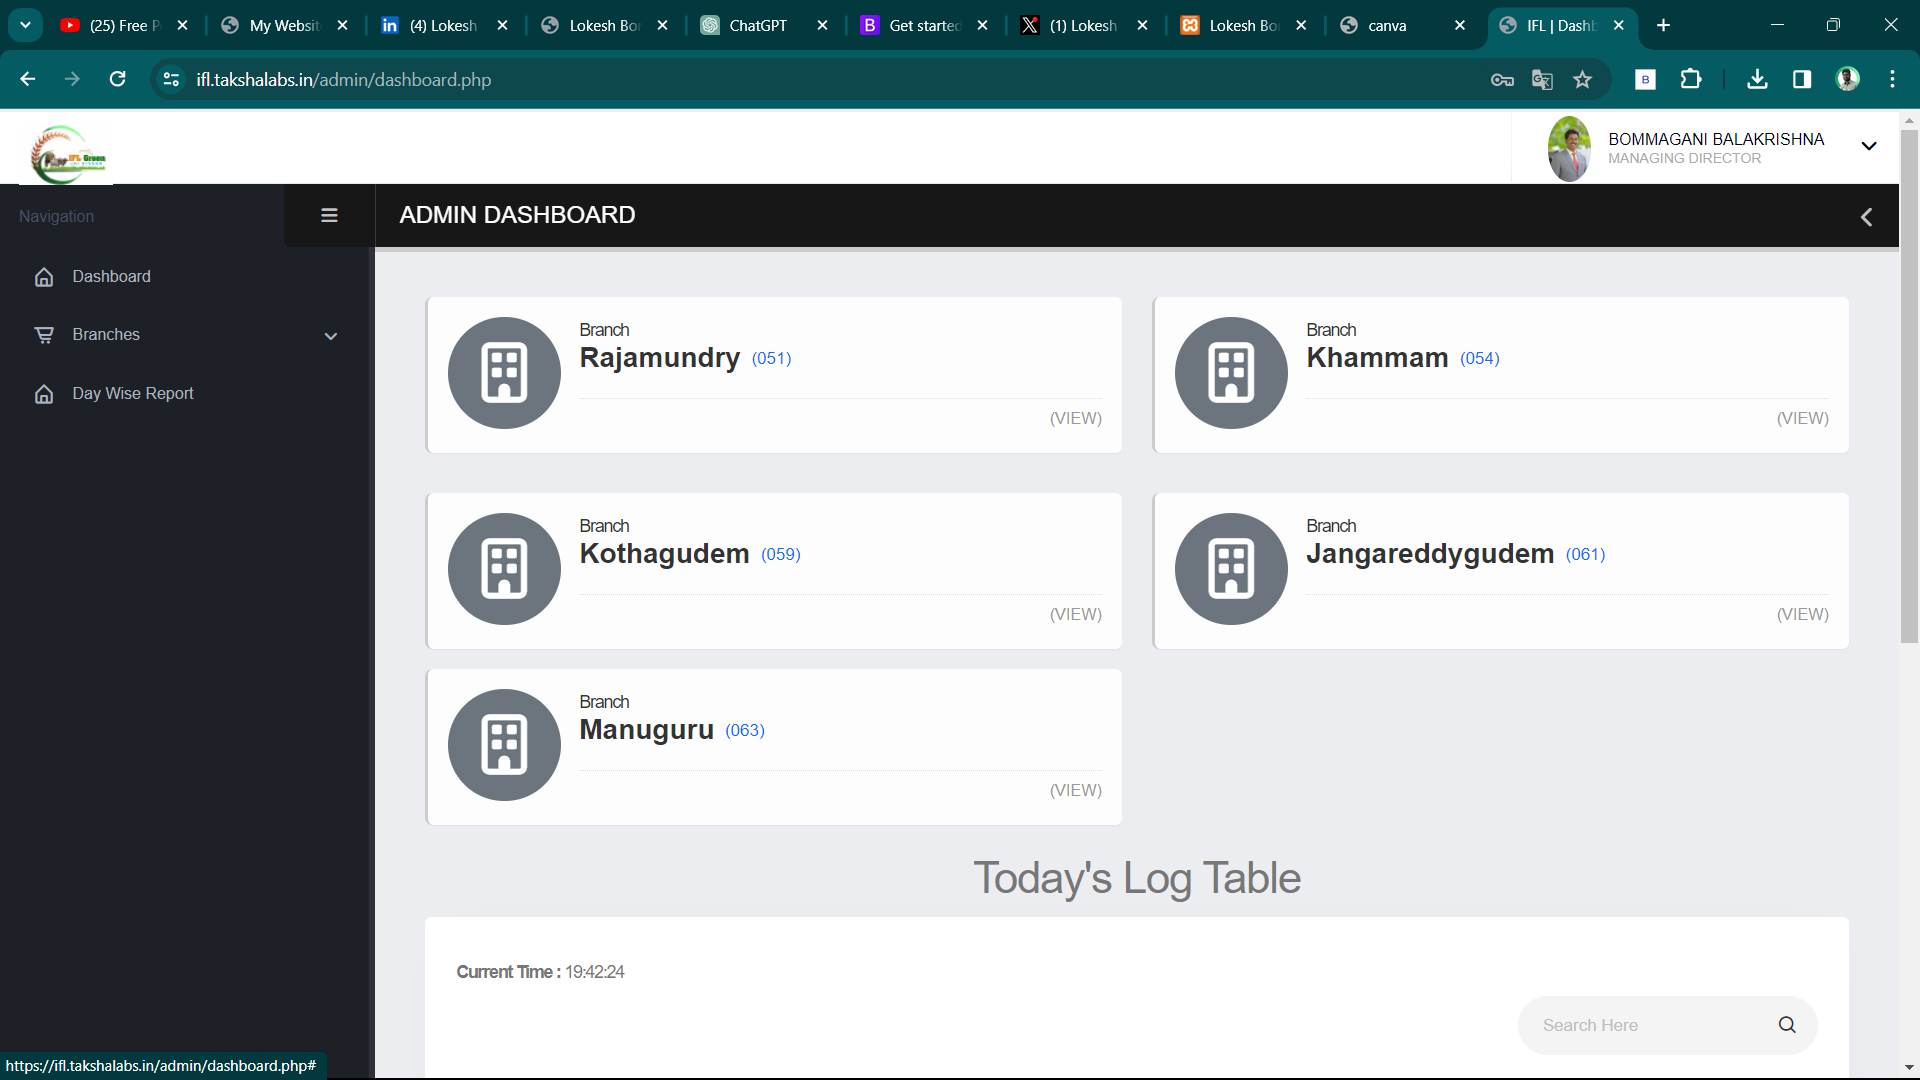 (25) Free P
My Websit
(4) Lokesh
Lokesh Bor
ChatGPT
Get started
(1) Lokesh
Lokesh Bor
canva
IFL | Dashb
ifl.takshalabs.in/admin/dashboard.php
B
IFL Green
BOMMAGANI BALAKRISHNA
MANAGING DIRECTOR
Navigation
ADMIN DASHBOARD
Dashboard
Branches
Day Wise Report
Branch
Rajamundry (051)
(VIEW)
Branch
Khammam (054)
(VIEW)
Branch
Kothagudem (059)
(VIEW)
Branch
Jangareddygudem (061)
(VIEW)
Branch
Manuguru (063)
(VIEW)
Today's Log Table
Current Time : 19:42:24
Search Here
https://ifl.takshalabs.in/admin/dashboard.php#